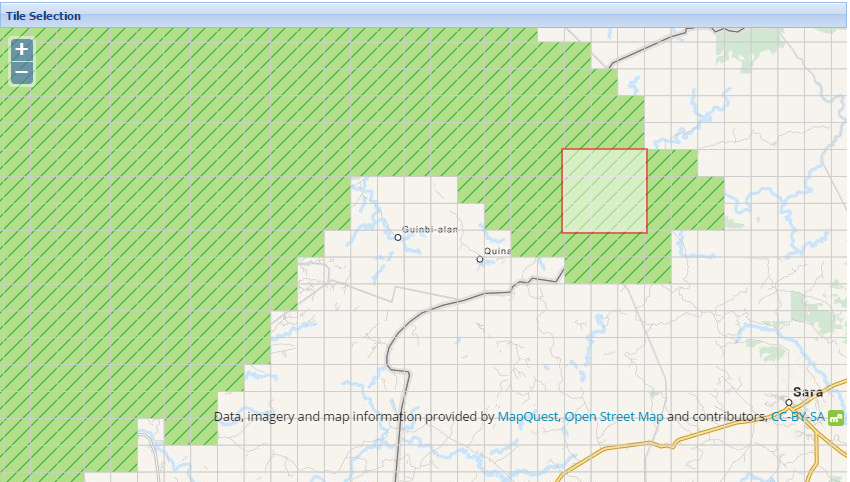 Tile Selection
+
−
Guinbi-alan
Quina
Sara
Data, imagery and map information provided by MapQuest, Open Street Map and contributors, CC-BY-SA m